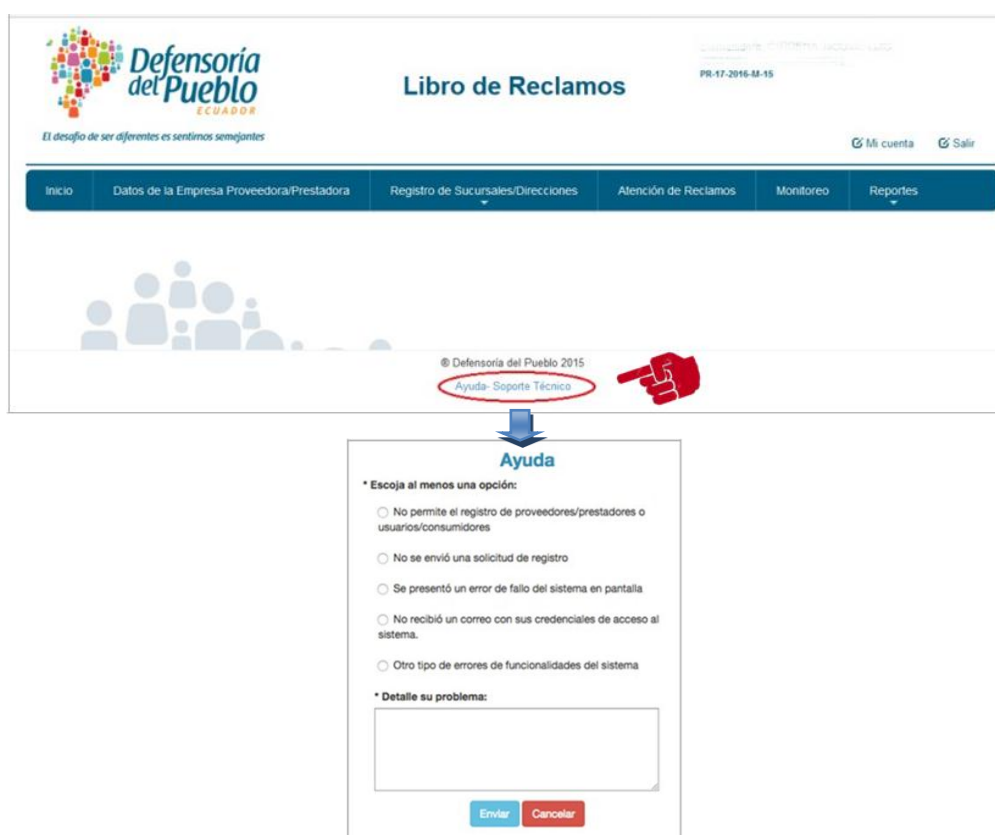 Defensoría
del Pueblo
ECUADOR
El desafío de ser diferentes es sentirnos semejantes
Libro de Reclamos
PR-17-2016-M-15
Mi cuenta Salir
Inicio Datos de la Empresa Proveedora/Prestadora Registro de Sucursales/Direcciones Atención de Reclamos Monitoreo Reportes
® Defensoría del Pueblo 2015
Ayuda- Soporte Técnico
Ayuda
* Escoja al menos una opción:
No permite el registro de proveedores/prestadores o
usuarios/consumidores
No se envió una solicitud de registro
Se presentó un error de fallo del sistema en pantalla
No recibió un correo con sus credenciales de acceso al
sistema.
Otro tipo de errores de funcionalidades del sistema
* Detalle su problema:
Enviar Cancelar